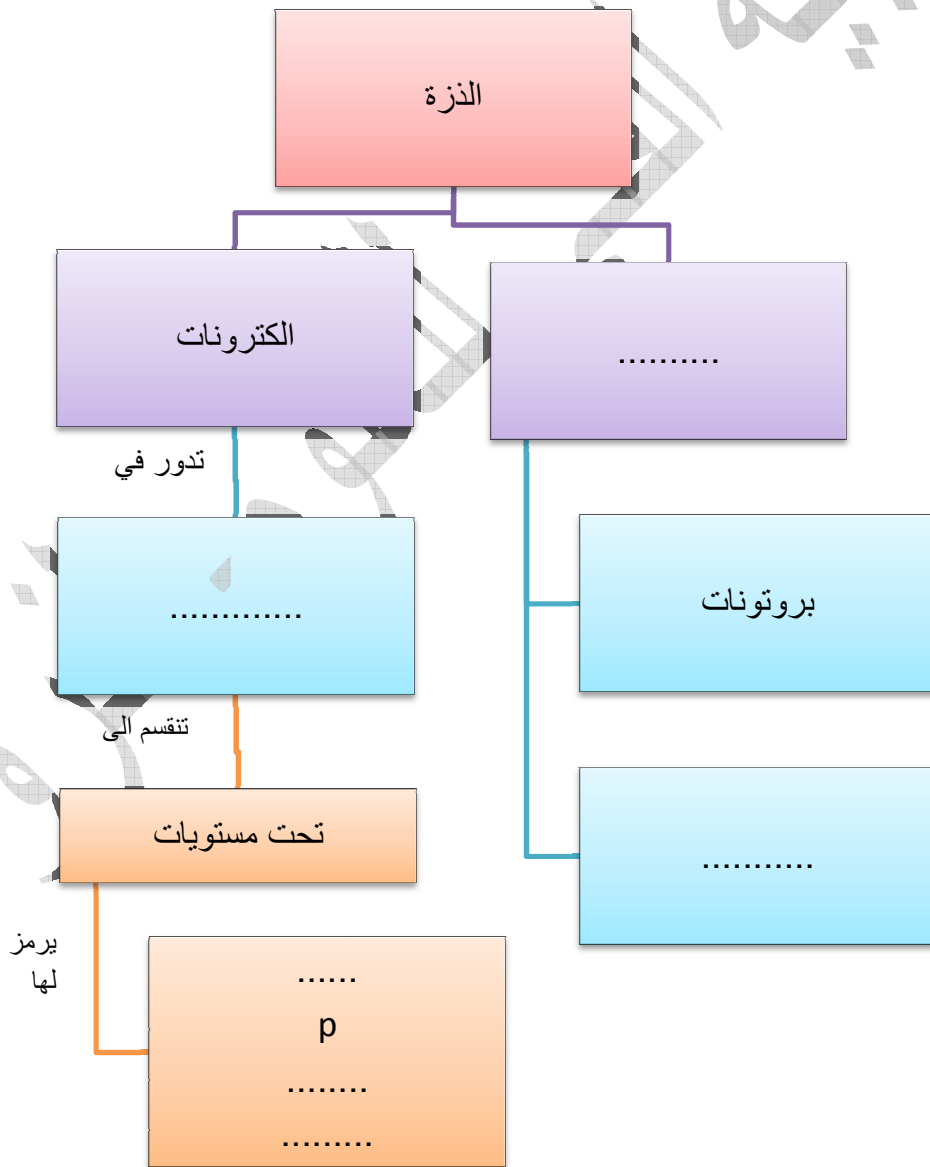 الذزة
الكترونات
..........
تدور في
.............
بروتونات
تنقسم الى
تحت مستويات
...........
يرمز
لها
......
p
........
.........